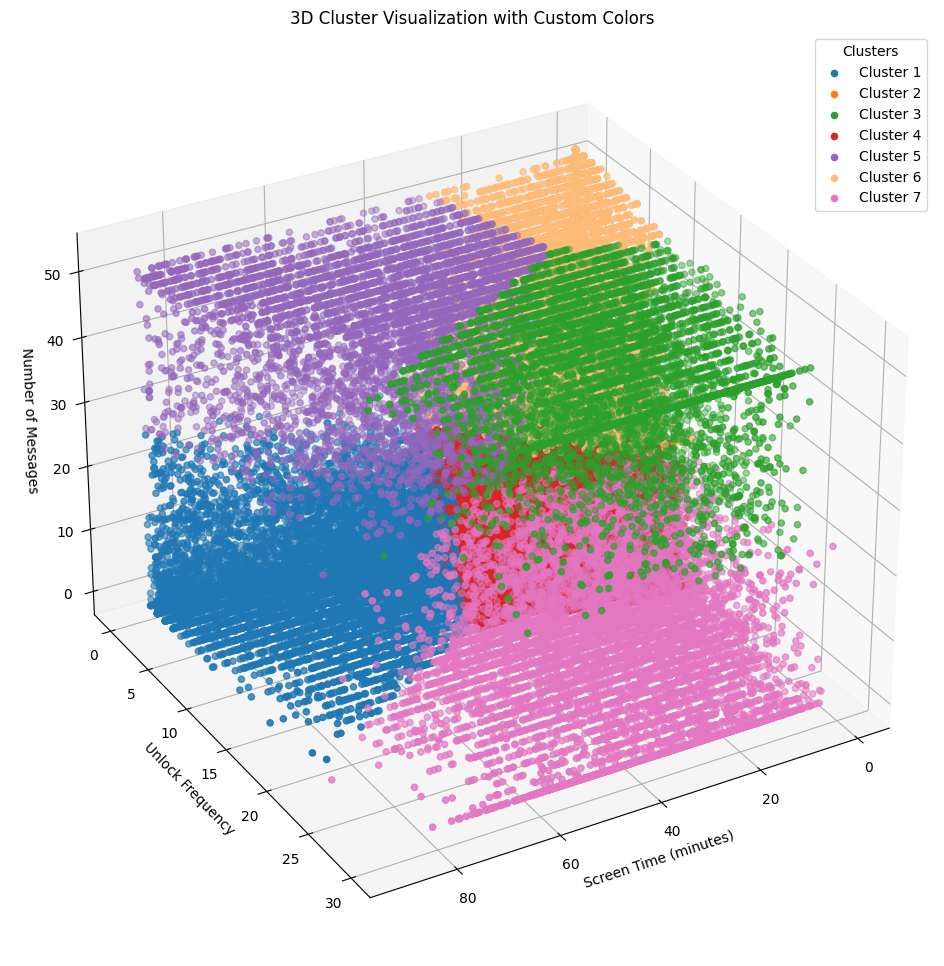 3D Cluster Visualization with Custom Colors
Clusters
Cluster 1
Cluster 2
Cluster 3
Cluster 4
Cluster 5
Cluster 6
Cluster 7
50
40
30
20
10
0
Number of Messages
0
5
10
15
20
25
30
Unlock Frequency
80
60
40
20
0
Screen Time (minutes)